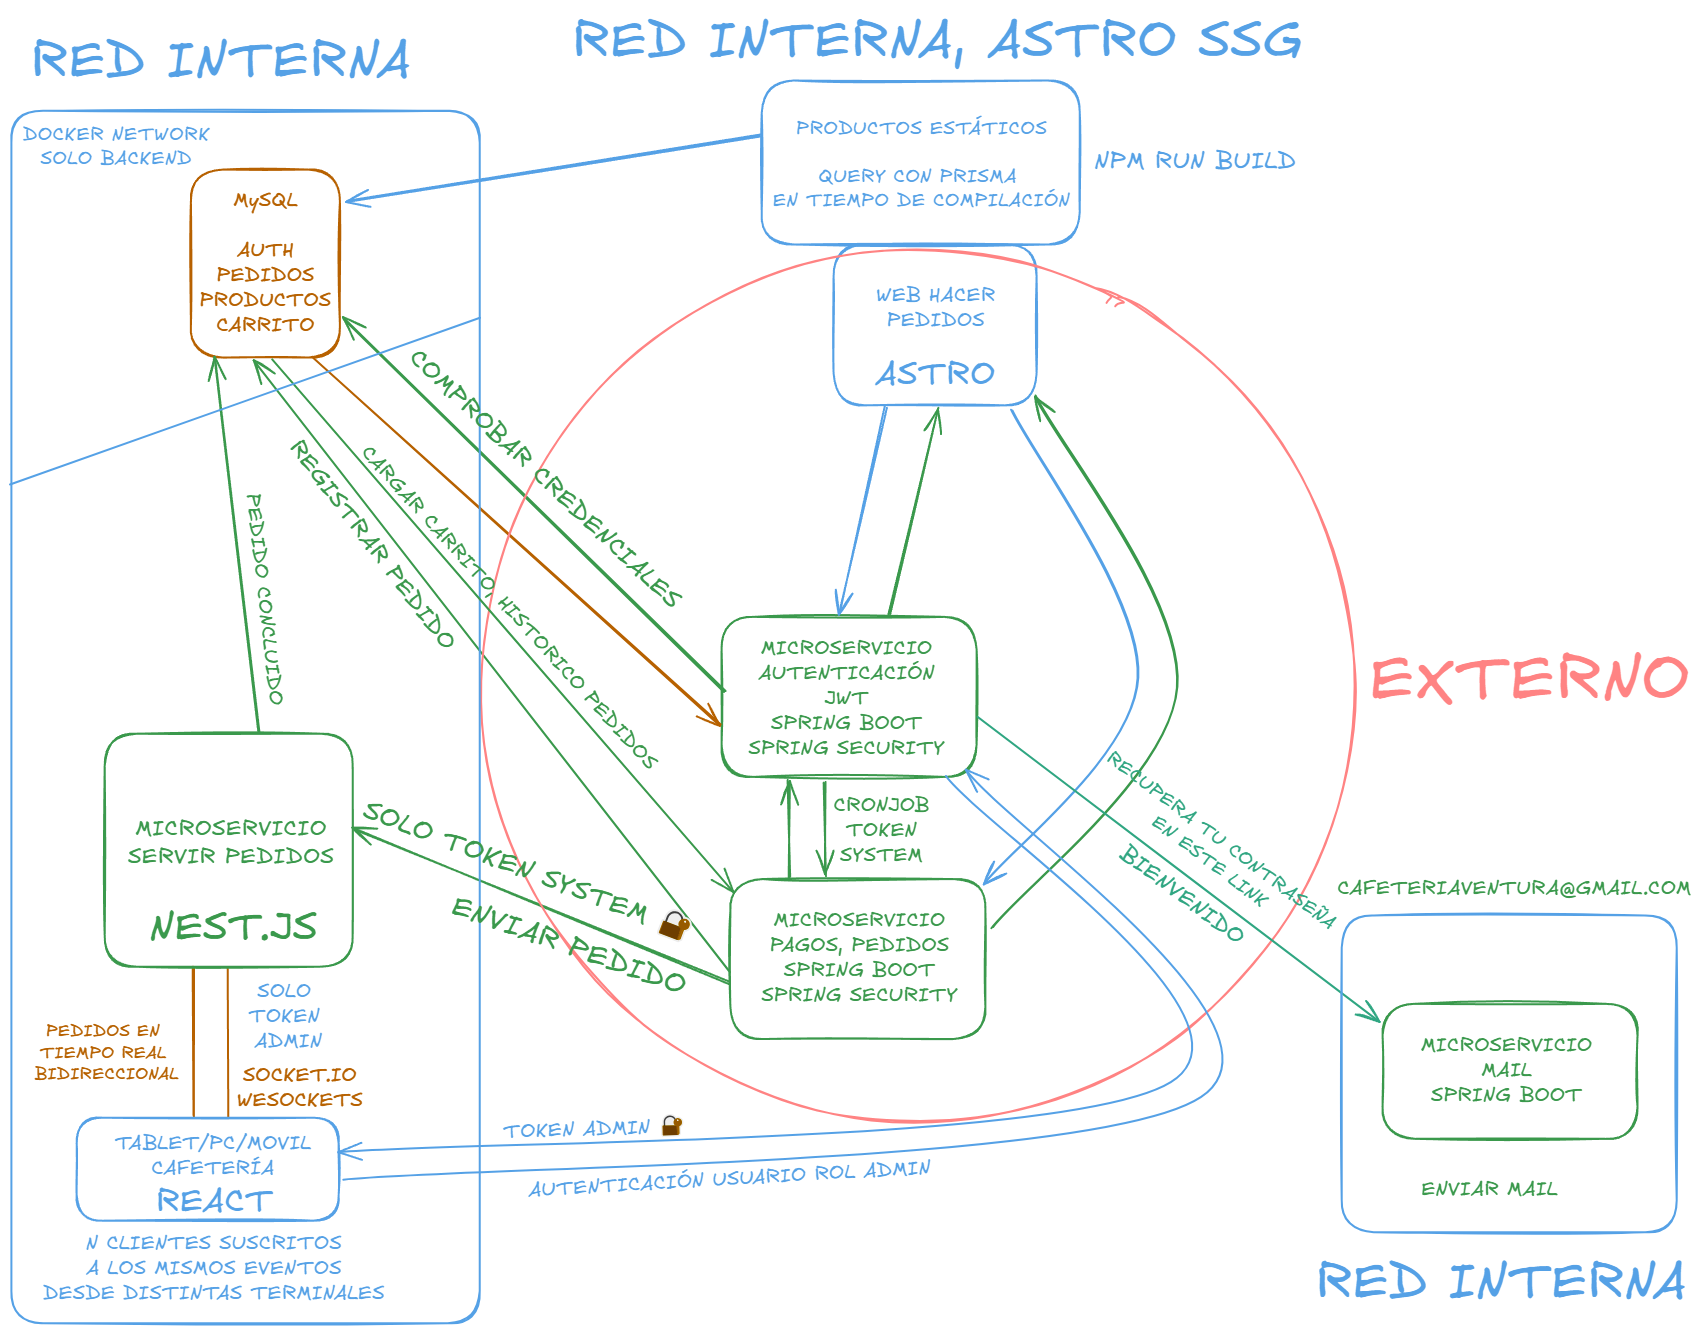 RED INTERNA
RED INTERNA, ASTRO SSG
DOCKER NETWORK
SOLO BACKEND
MySQL
AUTH
PEDIDOS
PRODUCTOS
CARRITO
PRODUCTOS ESTÁTICOS
QUERY CON PRISMA
EN TIEMPO DE COMPILACIÓN
NPM RUN BUILD
WEB HACER
PEDIDOS
ASTRO
COMPROBAR CREDENCIALES
CARGAR CARRITO, HISTORICO PEDIDOS
REGISTRAR PEDIDO
PEDIDO CONCLUIDO
MICROSERVICIO
AUTENTICACIÓN
JWT
SPRING BOOT
SPRING SECURITY
EXTERNO
CRONJOB
TOKEN
SYSTEM
RECUPERA TU CONTRASEÑA
EN ESTE LINK
BIENVENIDO
MICROSERVICIO
SERVIR PEDIDOS
NEST.JS
SOLO TOKEN SYSTEM
ENVIAR PEDIDO
MICROSERVICIO
PAGOS, PEDIDOS
SPRING BOOT
SPRING SECURITY
CAFETERIAVENTURA@GMAIL.COM
MICROSERVICIO
MAIL
SPRING BOOT
ENVIAR MAIL
RED INTERNA
SOLO
TOKEN
ADMIN
PEDIDOS EN
TIEMPO REAL
BIDIRECCIONAL
SOCKET.IO
WESOCKETS
TABLET/PC/MOVIL
CAFETERÍA
REACT
TOKEN ADMIN
AUTENTICACIÓN USUARIO ROL ADMIN
N CLIENTES SUSCRITOS
A LOS MISMOS EVENTOS
DESDE DISTINTAS TERMINALES